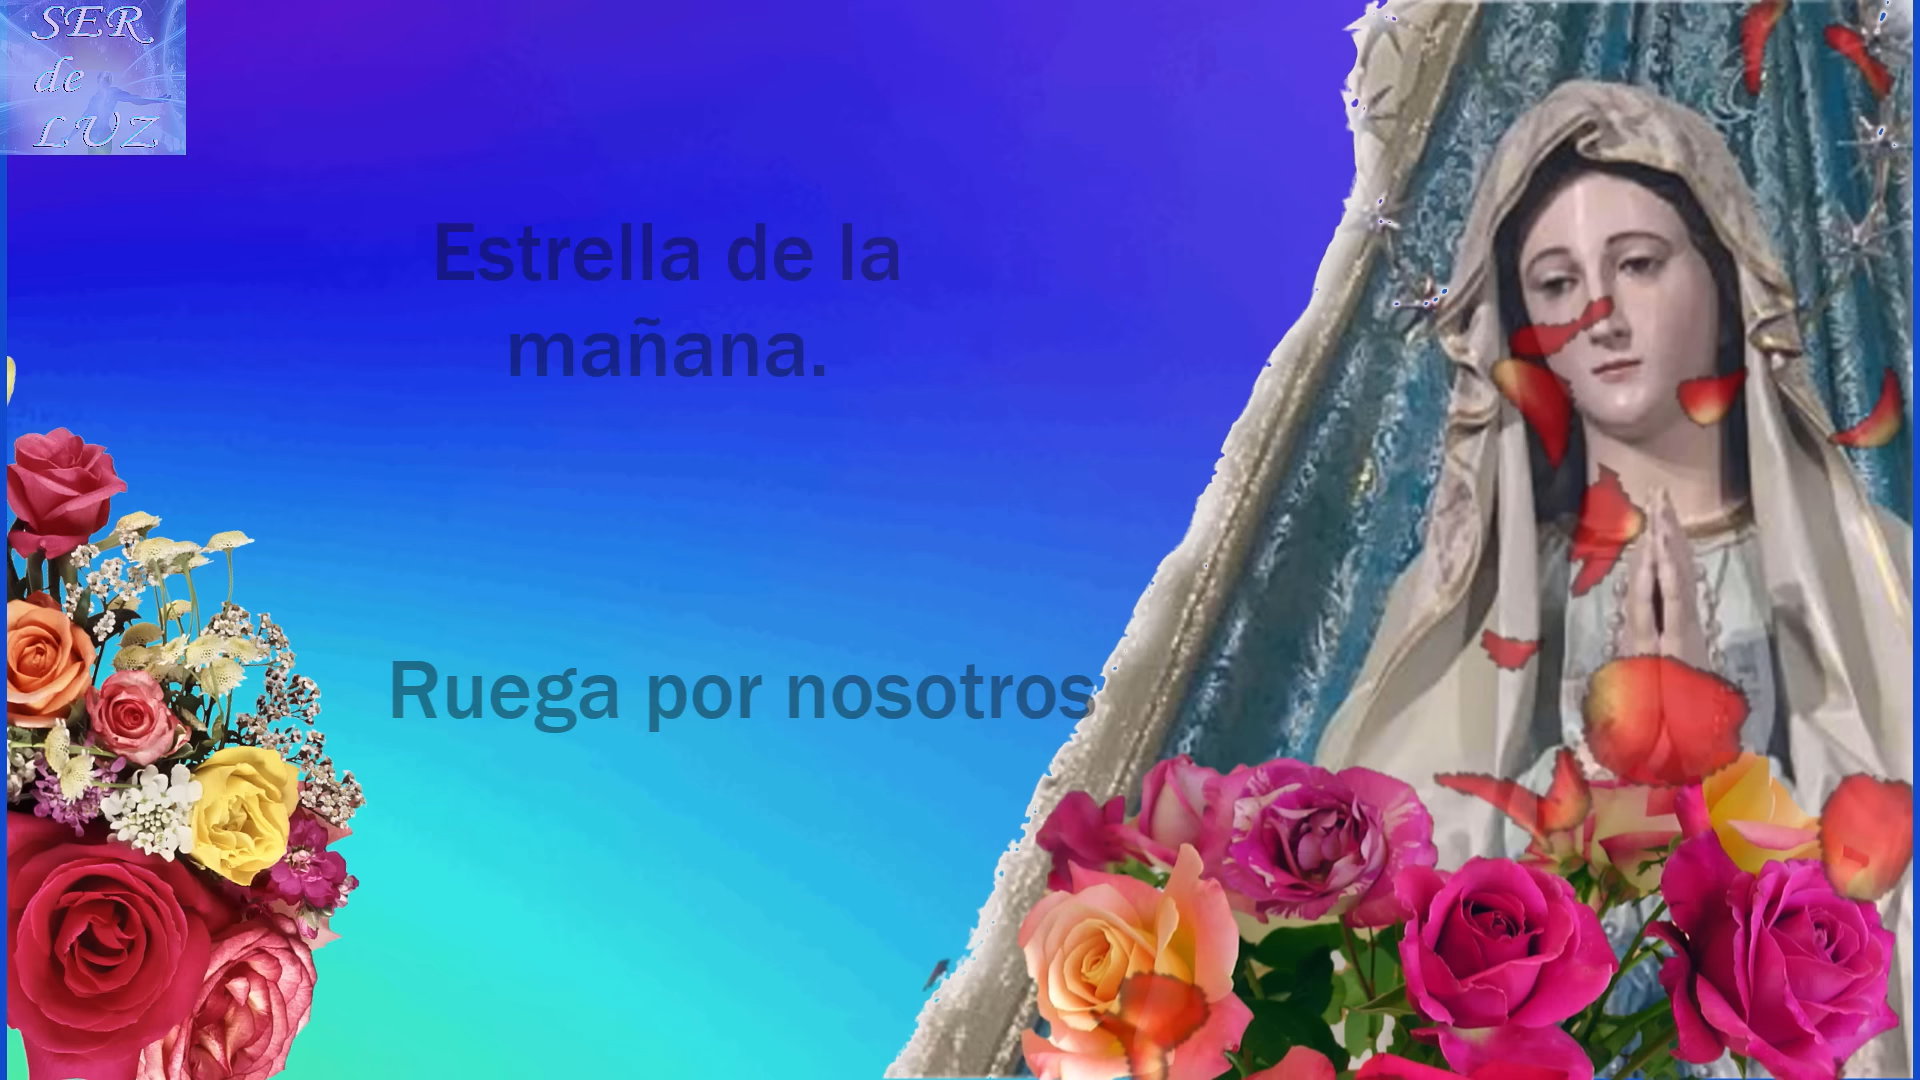 SER
de
LUZ
Estrella de la
mañana.
Ruega por nosotros